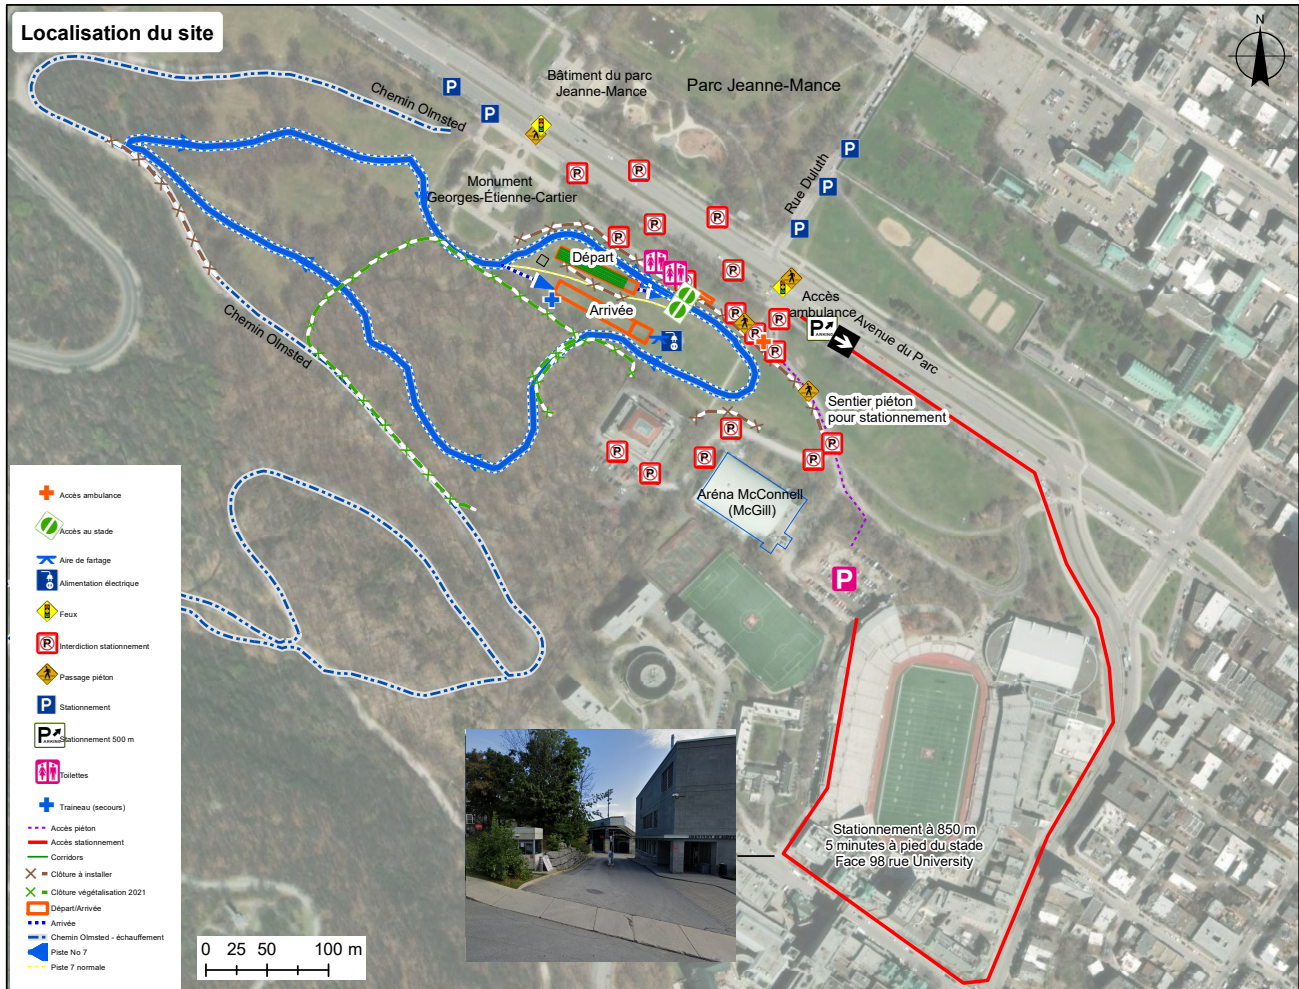 Localisation du site
N
Chemin Olmsted
Bâtiment du parc
Jeanne-Mance
Parc Jeanne-Mance
Rue Duluth
Monument
Georges-Étienne-Cartier
Départ
Arrivée
Accès
ambulance
Avenue du Parc
Chemin Olmsted
Sentier piéton
pour stationnement
Aréna McConnell
(McGill)
P
Stationnement à 850 m
5 minutes à pied du stade
Face 98 rue University
Accès ambulance
Accès au stade
Aire de fartage
Alimentation électrique
Feux
Interdiction stationnement
Passage piéton
Stationnement
Stationnement 500 m
Toilettes
Traineau (secours)
Accès piéton
Accès stationnement
Corridors
Clôture à installer
Clôture végétalisation 2021
Départ/Arrivée
Arrivée
Chemin Olmsted - échauffement
Piste No 7
Piste 7 normale
0 25 50 100 m